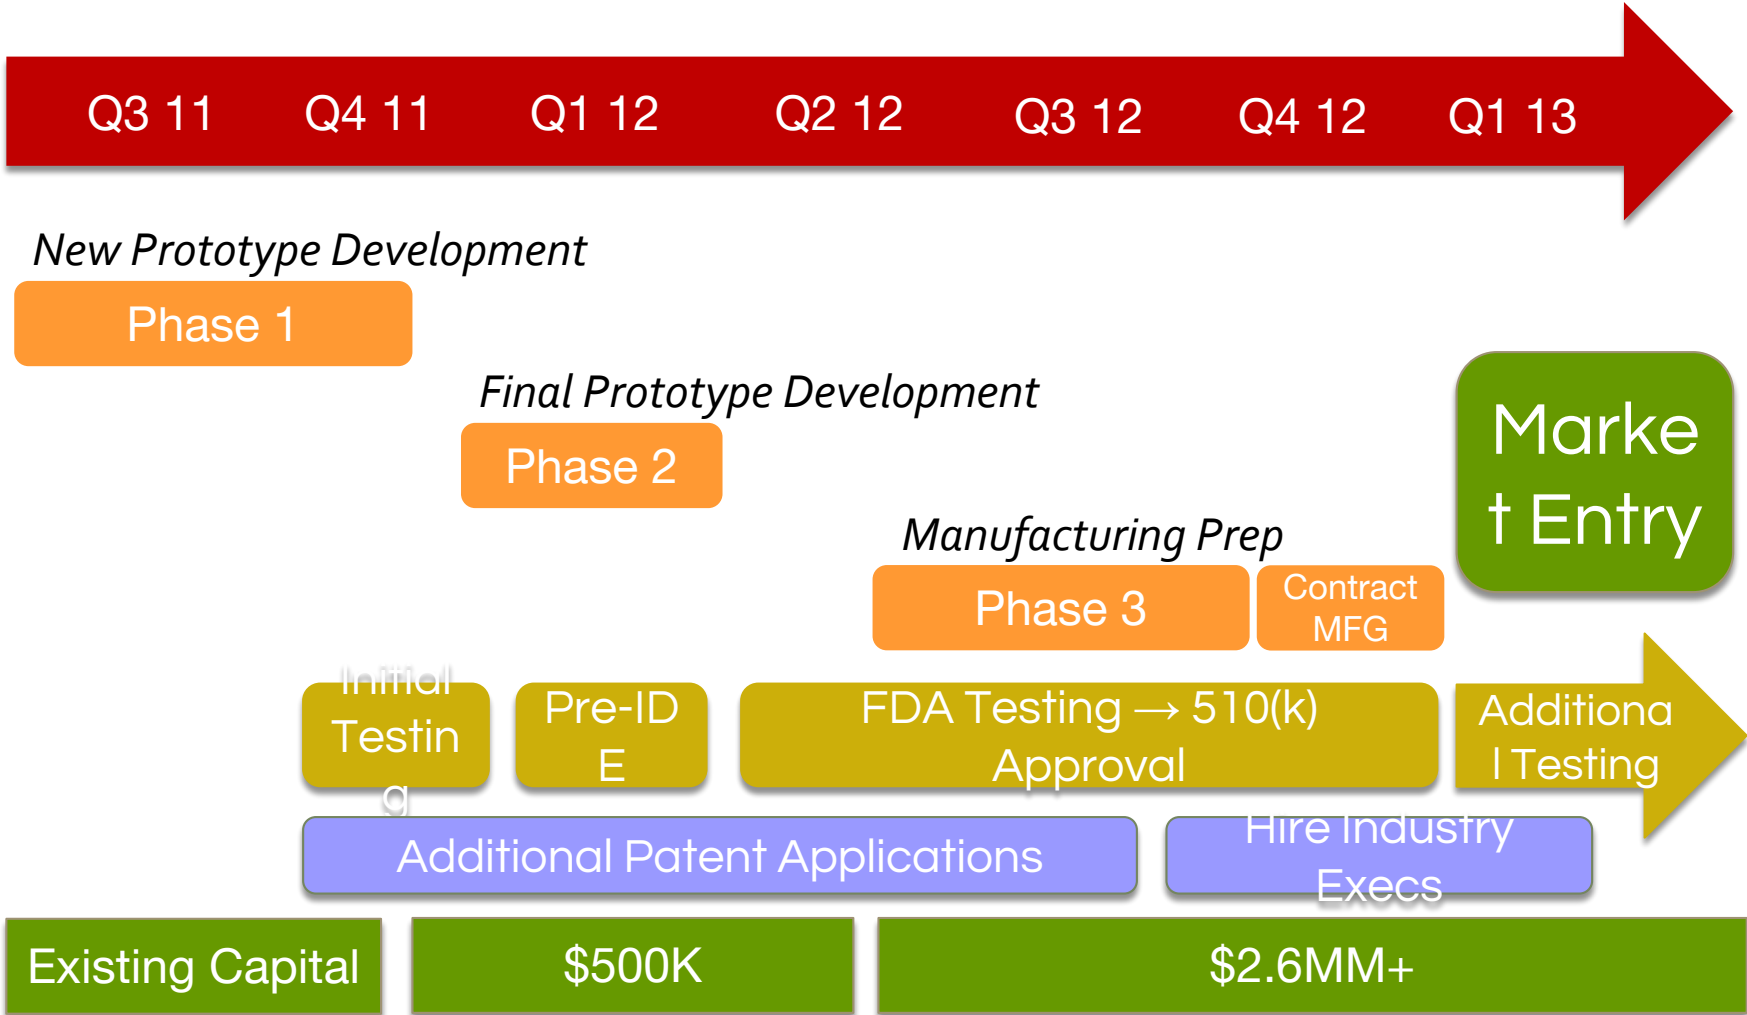 Q3 11 Q4 11 Q1 12 Q2 12 Q3 12 Q4 12 Q1 13
New Prototype Development
Phase 1
Final Prototype Development
Phase 2
Marke
t Entry
Manufacturing Prep
Phase 3
Contract
MFG
Initial
Testin
g
Pre-ID
E
FDA Testing → 510(k)
Approval
Additiona
l Testing
Additional Patent Applications
Hire Industry
Execs
Existing Capital
$500K
$2.6MM+